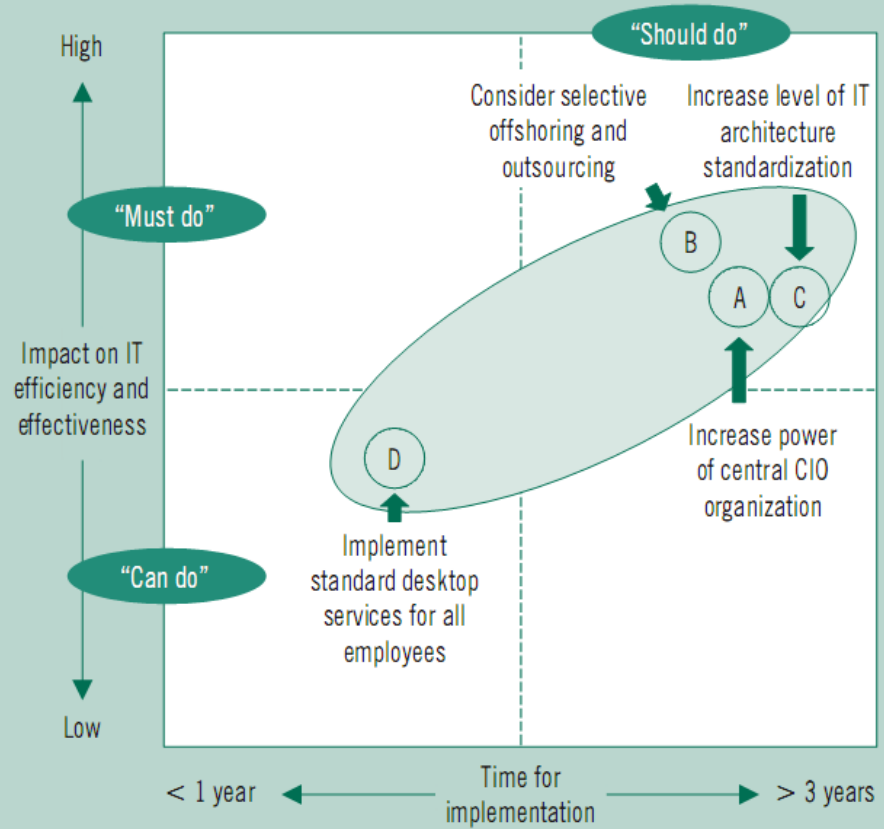 “Should do”
High
Consider selective
offshoring and
outsourcing
Increase level of IT
architecture
standardization
“Must do”
B
A
C
Impact on IT
efficiency and
effectiveness
D
Increase power
of central CIO
organization
Implement
standard desktop
services for all
employees
“Can do”
Low
< 1 year
Time for
implementation
> 3 years